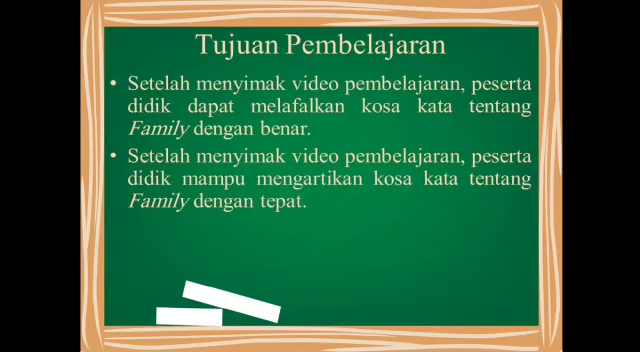 Tujuan Pembelajaran
• Setelah menyimak video pembelajaran, peserta
didik dapat melafalkan kosa kata tentang
Family dengan benar.
• Setelah menyimak video pembelajaran, peserta
didik mampu mengartikan kosa kata tentang
Family dengan tepat.